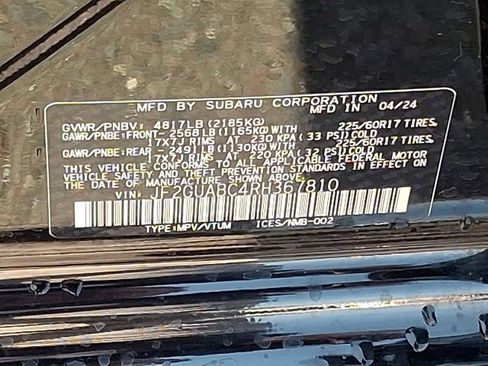 MFD BY SUBARU CORPORATION
MFD IN 04/24
GVWR/PNBV: 4817LB (2185KG)
GAWR/PNBE:FRONT-2568LB (1165KG) WITH 225/60R17 TIRES,
17X7J RIMS AT 230 KPA (33 PSI) COLD
GAWR/PNBE:REAR-2491LB (1130KG) WITH 225/60R17 TIRES,
17X7J RIMS AT 220 KPA (32 PSI) COLD
THIS VEHICLE CONFORMS TO ALL APPLICABLE FEDERAL MOTOR
VEHICLE SAFETY AND THEFT PREVENTION STANDARDS IN EFFECT
ON THE DATE OF MANUFACTURE SHOWN ABOVE.
VIN: JF2GUABC4RH367810
TYPE:MPV/VTUM ICES/NMB-002